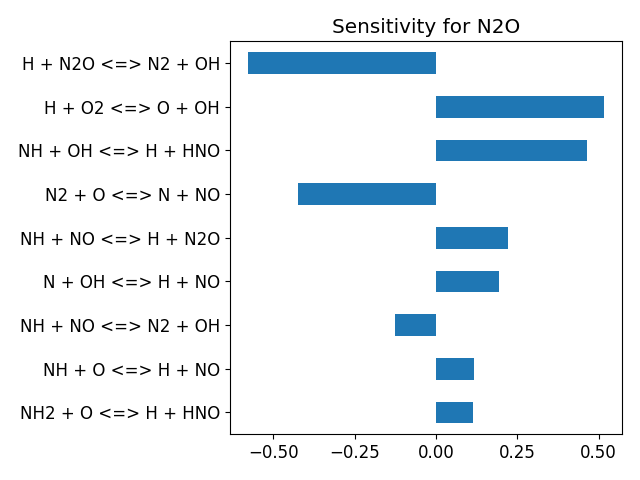 Sensitivity for N2O
H + N2O <=> N2 + OH
H + O2 <=> O + OH
NH + OH <=> H + HNO
N2 + O <=> N + NO
NH + NO <=> H + N2O
N + OH <=> H + NO
NH + NO <=> N2 + OH
NH + O <=> H + NO
NH2 + O <=> H + HNO
−0.50 −0.25 0.00 0.25 0.50